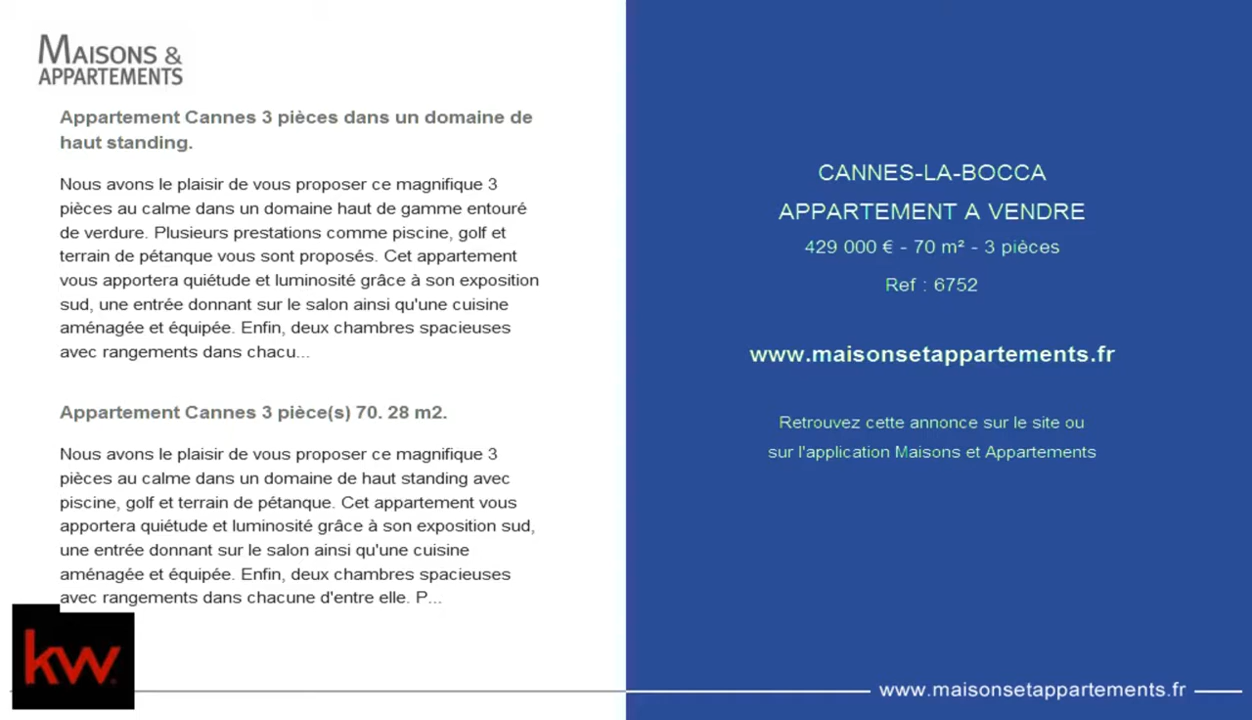 MAISONS &
APPARTEMENTS
Appartement Cannes 3 pièces dans un domaine de
haut standing.
Nous avons le plaisir de vous proposer ce magnifique 3
pièces au calme dans un domaine haut de gamme entouré
de verdure. Plusieurs prestations comme piscine, golf et
terrain de pétanque vous sont proposés. Cet appartement
vous apportera quiétude et luminosité grâce à son exposition
sud, une entrée donnant sur le salon ainsi qu'une cuisine
aménagée et équipée. Enfin, deux chambres spacieuses
avec rangements dans chacu...
Appartement Cannes 3 pièce(s) 70. 28 m2.
Nous avons le plaisir de vous proposer ce magnifique 3
pièces au calme dans un domaine de haut standing avec
piscine, golf et terrain de pétanque. Cet appartement vous
apportera quiétude et luminosité grâce à son exposition sud,
une entrée donnant sur le salon ainsi qu'une cuisine
aménagée et équipée. Enfin, deux chambres spacieuses
avec rangements dans chacune d'entre elle. P...
kw
CANNES-LA-BOCCA
APPARTEMENT A VENDRE
429 000 € - 70 m² - 3 pièces
Ref : 6752
www.maisonsetappartements.fr
Retrouvez cette annonce sur le site ou
sur l'application Maisons et Appartements
www.maisonsetappartements.fr